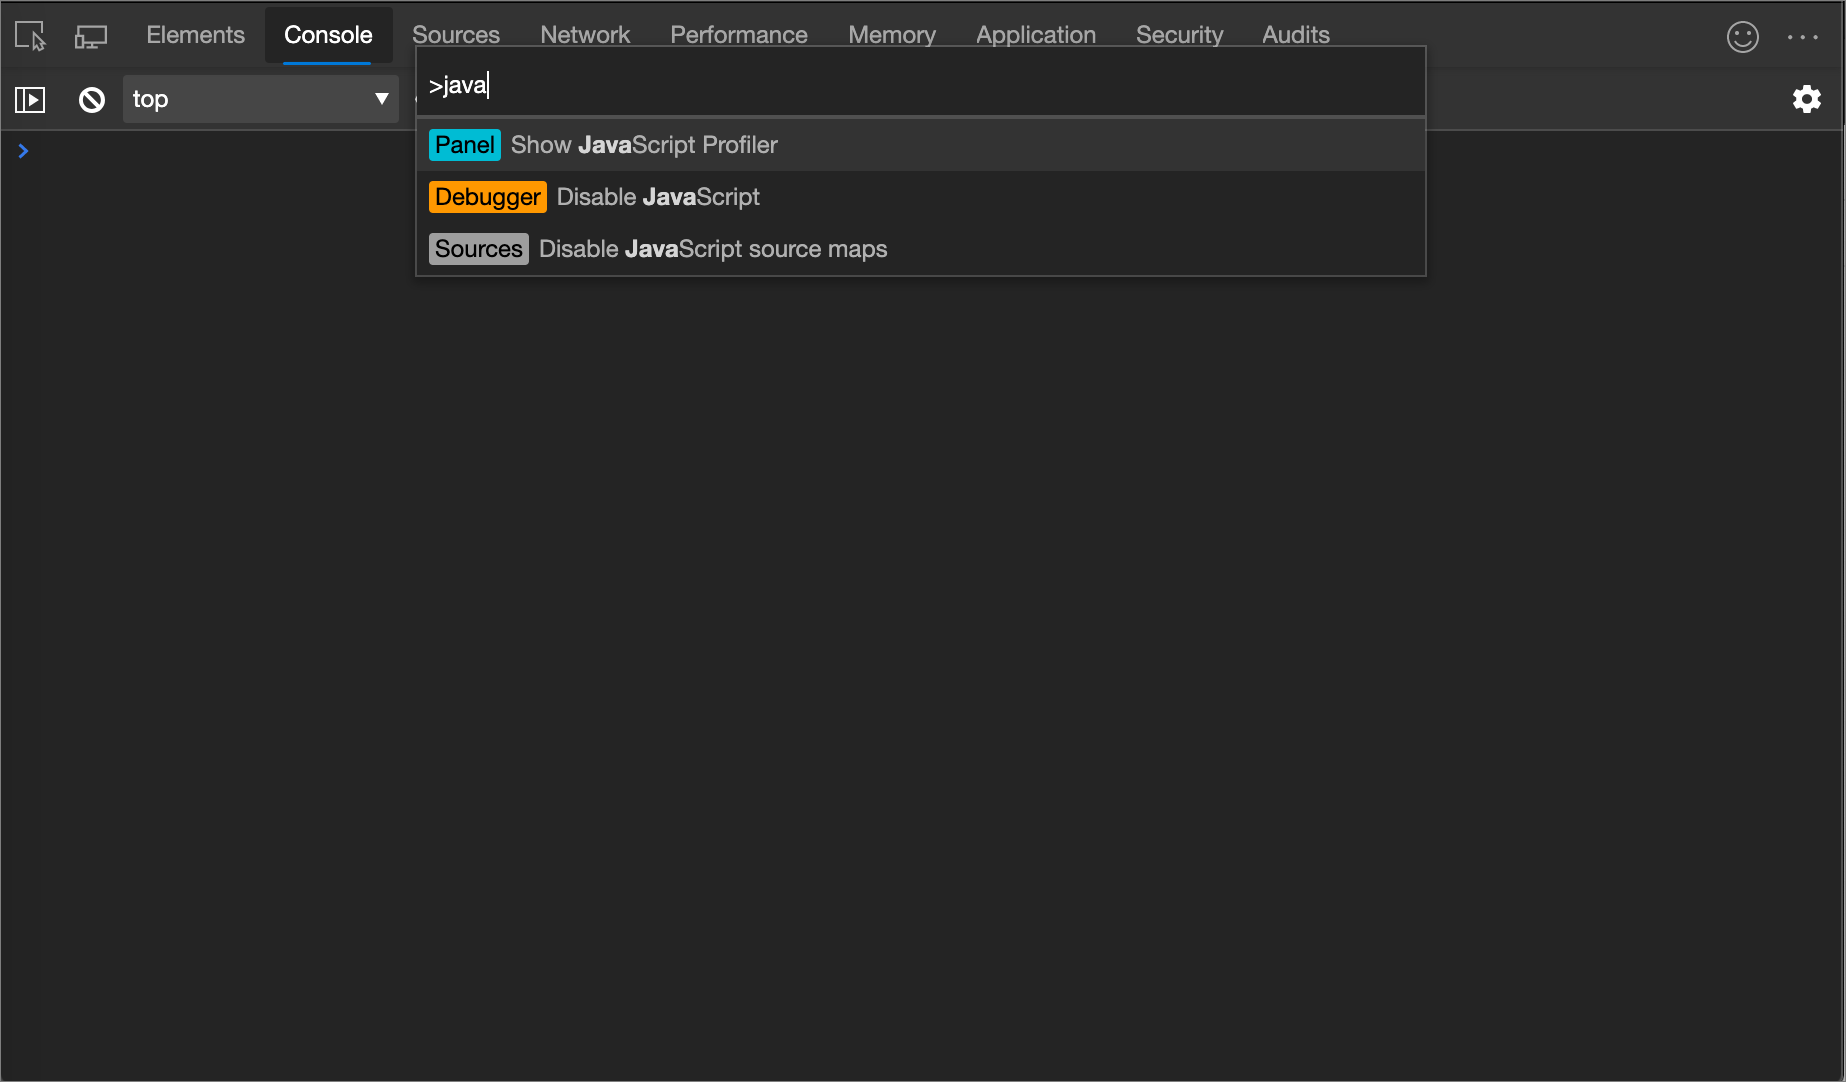 Elements Console Sources Network Performance Memory Application Security Audits
top
>java
Panel Show JavaScript Profiler
Debugger Disable JavaScript
Sources Disable JavaScript source maps